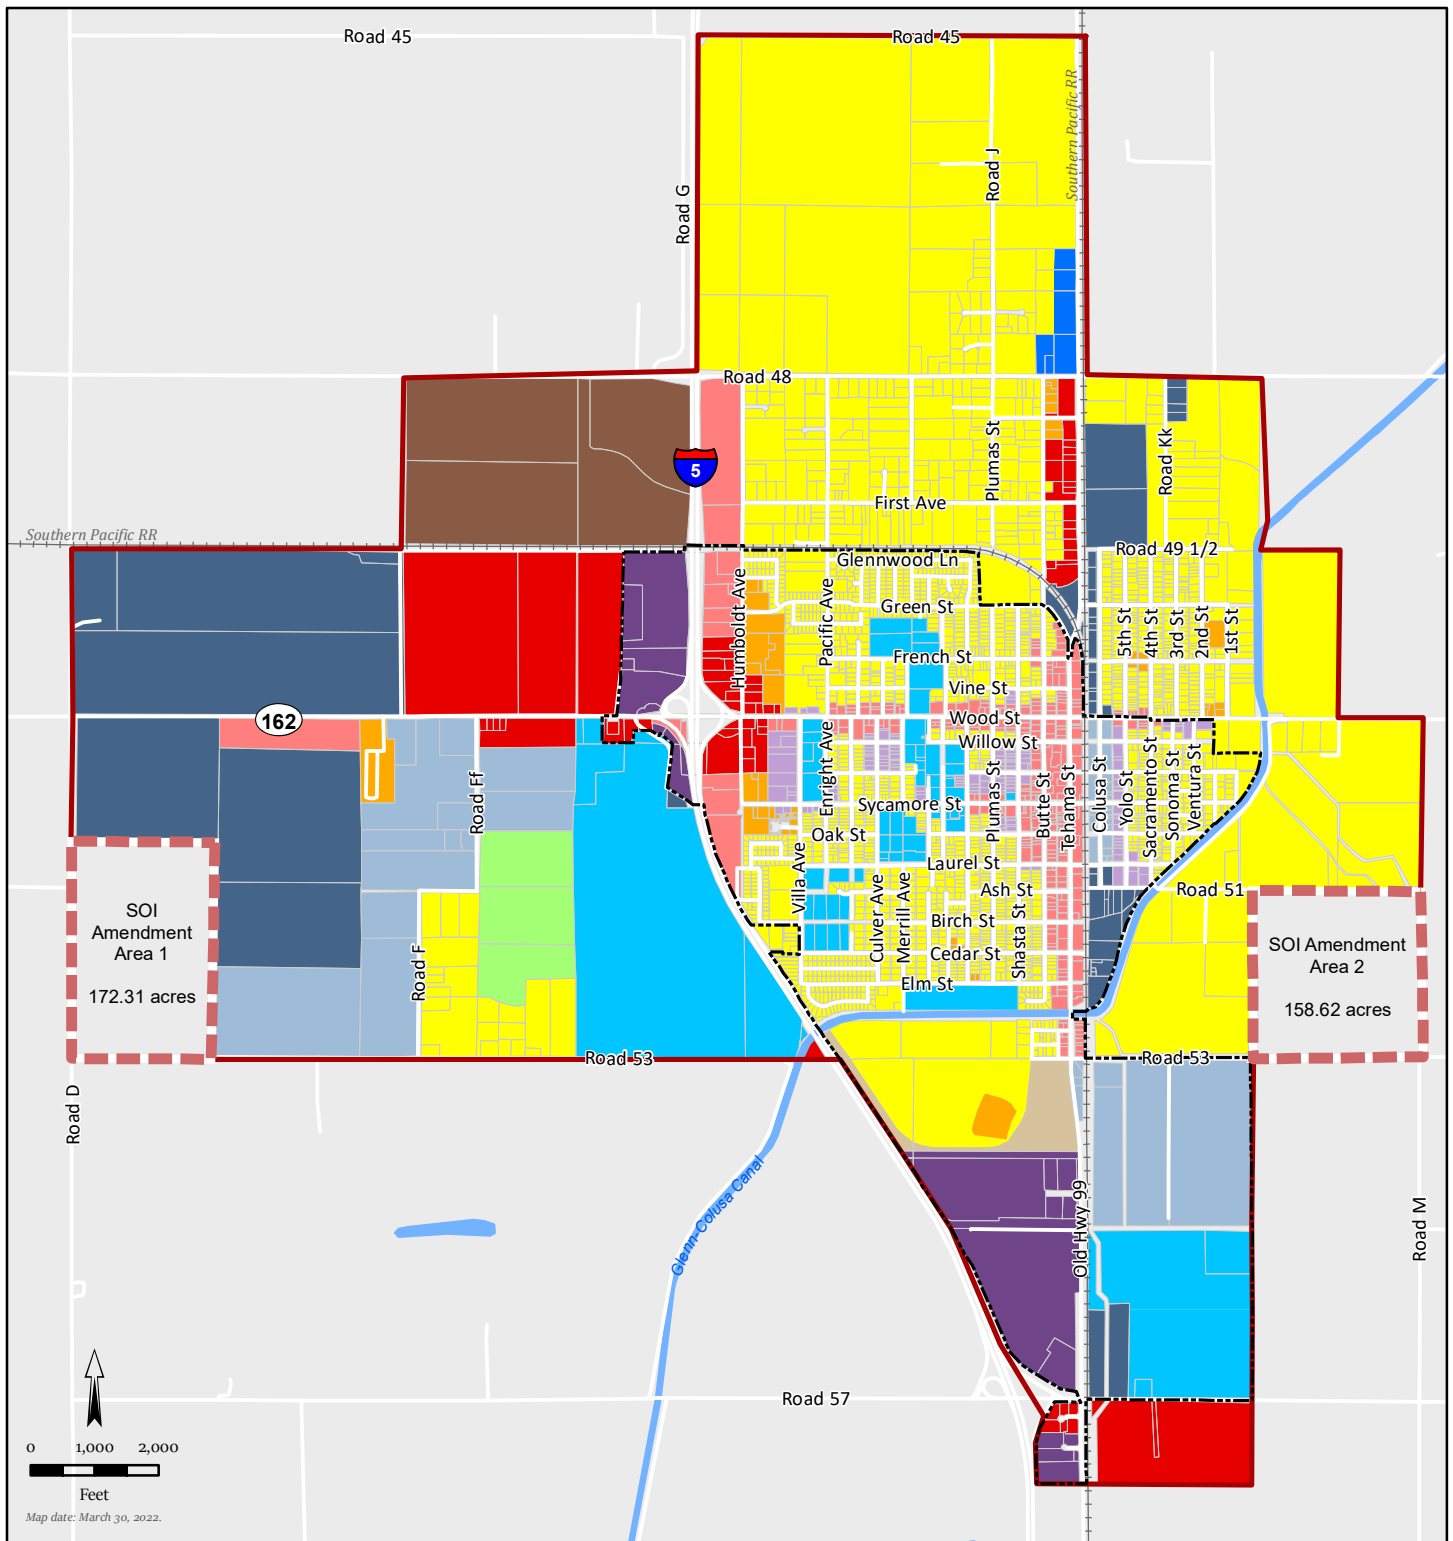 Road 45
Road 45
Southern Pacific RR
Road J
Road G
Road 48
Plumas St
Road Kk
5
First Ave
Southern Pacific RR
Road 49 1/2
Glennwood Ln
Humboldt Ave
Pacific Ave
Green St
5th St
4th St
3rd St
2nd St
1st St
French St
Vine St
162
Wood St
Willow St
Enright Ave
Road Ff
Plumas St
Butte St
Tehama St
Colusa St
Yolo St
Sacramento St
Sonoma St
Ventura St
Sycamore St
Oak St
Villa Ave
Laurel St
Culver Ave
Merrill Ave
Ash St
Road 51
Shasta St
Birch St
SOI
Amendment
Area 1
172.31 acres
Road F
Cedar St
Elm St
SOI Amendment
Area 2
158.62 acres
Road 53
Road 53
Road D
Glenn-Colusa Canal
Old Hwy 99
Road M
Road 57
0 1,000 2,000
Feet
Map date: March 30, 2022.